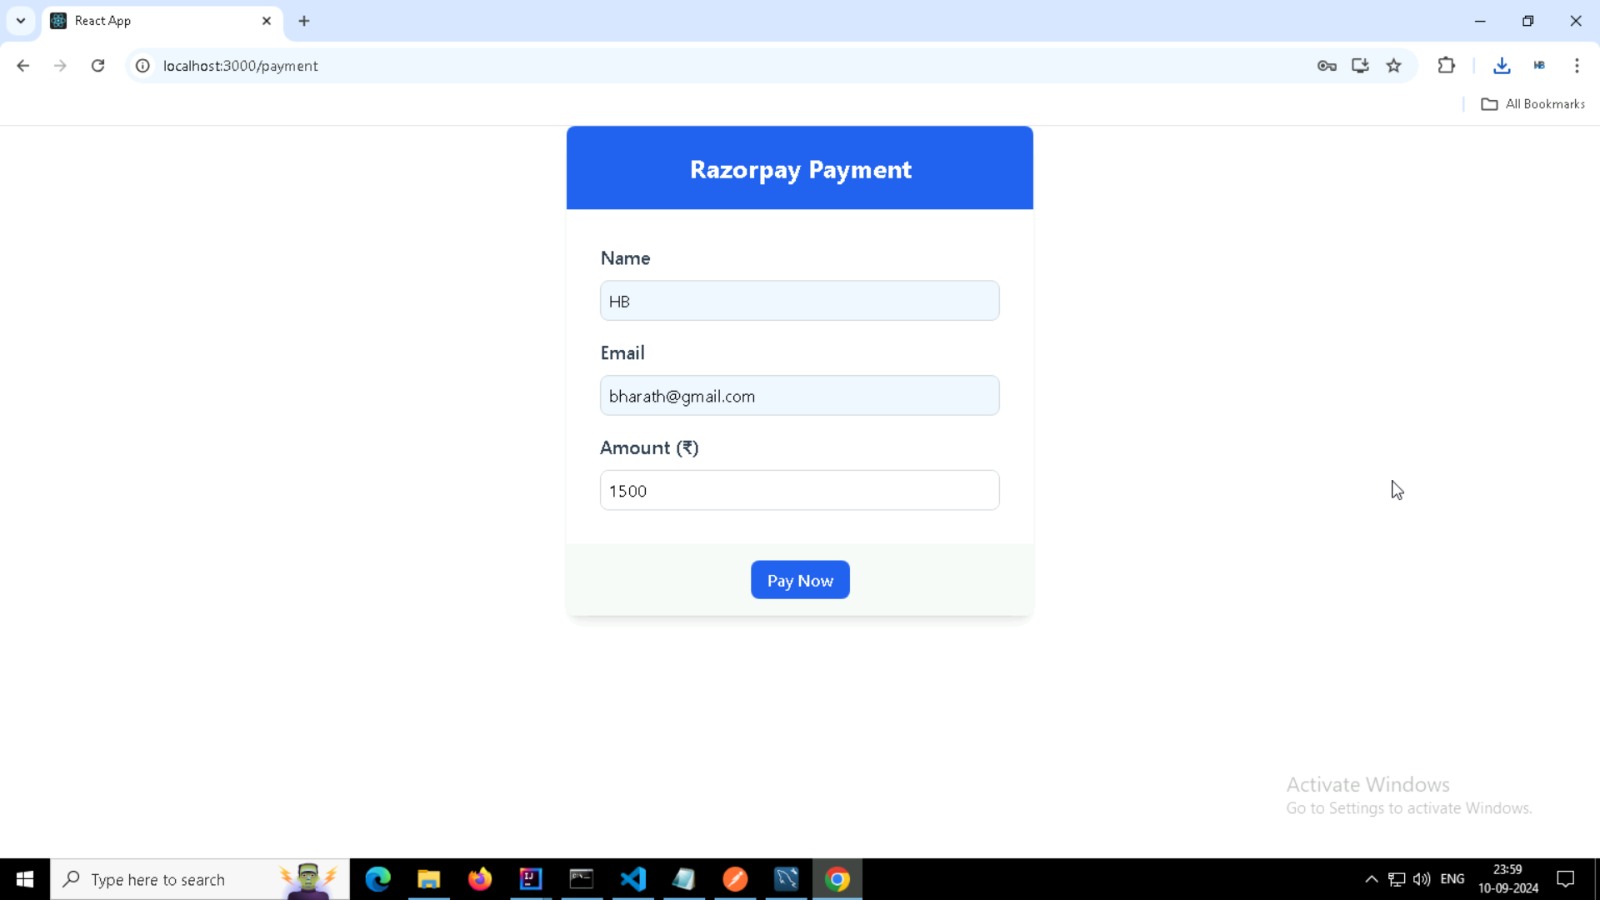 React App
localhost:3000/payment
All Bookmarks
Razorpay Payment
Name
HB
Email
bharath@gmail.com
Amount (₹)
1500
Pay Now
Activate Windows
Go to Settings to activate Windows.
Type here to search
ENG
23:59
10-09-2024